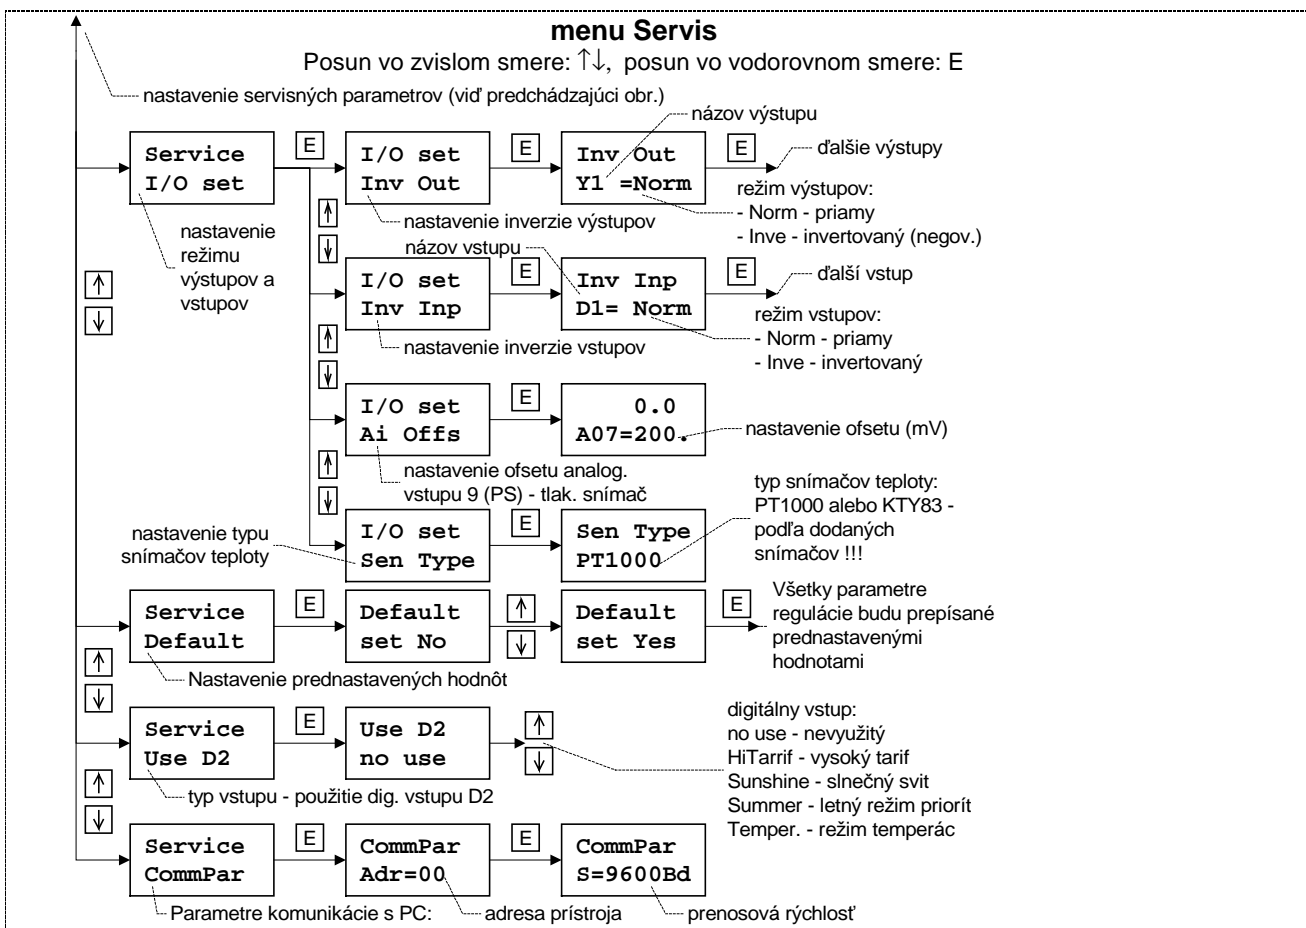 menu Servis
Posun vo zvislom smere: ↑↓, posun vo vodorovnom smere: E
nastavenie servisných parametrov (viď predchádzajúci obr.)
názov výstupu
Service
I/O set
E
I/O set
Inv Out
E
Inv Out
Y1 =Norm
E
ďalšie výstupy
režim výstupov:
- Norm - priamy
- Inve - invertovaný (negov.)
nastavenie inverzie výstupov
nastavenie
režimu
výstupov a
vstupov
↑
↓
↑
↓
názov vstupu
I/O set
Inv Inp
E
Inv Inp
D1= Norm
E
ďalší vstup
režim vstupov:
- Norm - priamy
- Inve - invertovaný
nastavenie inverzie vstupov
↑
↓
I/O set
Ai Offs
E
0.0
A07=200.
nastavenie ofsetu (mV)
nastavenie ofsetu analog.
vstupu 9 (PS) - tlak. snímač
↑
↓
typ snímačov teploty:
PT1000 alebo KTY83 -
podľa dodaných
snímačov !!!
nastavenie typu
snímačov teploty
I/O set
Sen Type
E
Sen Type
PT1000
Service
Default
E
Default
set No
↑
↓
Default
set Yes
E
Všetky parametre
regulácie budu prepísané
prednastavenými
hodnotami
Nastavenie prednastavených hodnôt
↑
↓
Service
Use D2
E
Use D2
no use
↑
↓
digitálny vstup:
no use - nevyužitý
HiTarrif - vysoký tarif
Sunshine - slnečný svit
Summer - letný režim priorít
Temper. - režim temperác
typ vstupu - použitie dig. vstupu D2
↑
↓
Service
CommPar
E
CommPar
Adr=00
E
CommPar
S=9600Bd
Parametre komunikácie s PC:
adresa prístroja
prenosová rýchlosť